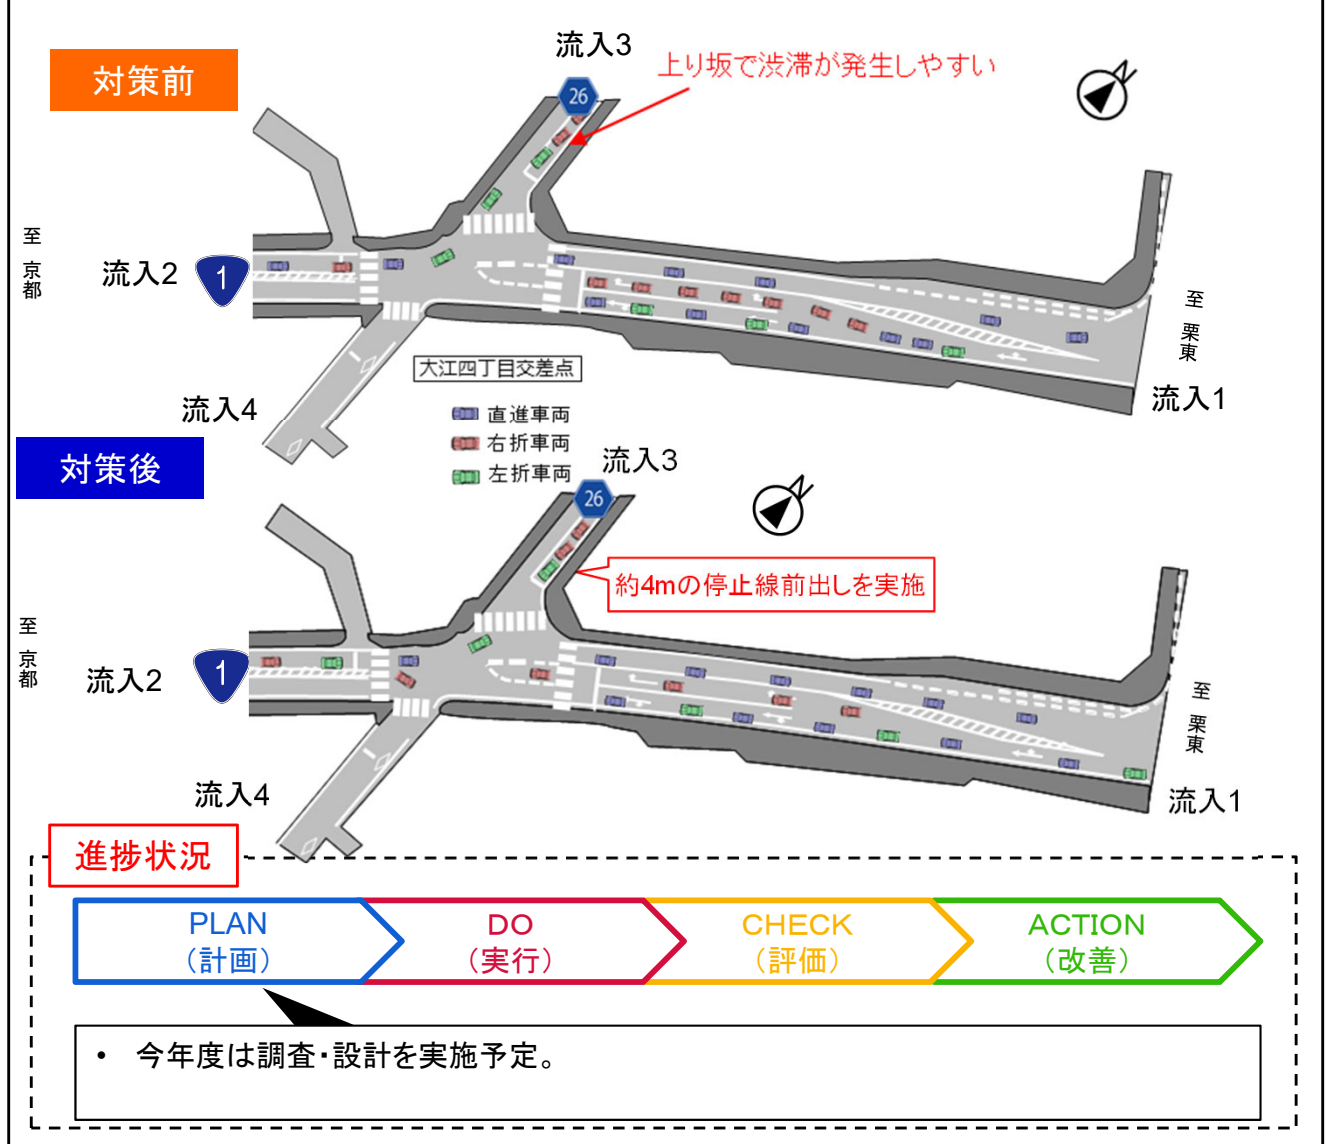 対策前
流入3
26
上り坂で渋滞が発生しやすい
至 京都
流入2
1
至 栗東
流入1
大江四丁目交差点
流入4
直進車両
右折車両
左折車両
対策後
流入3
26
約4mの停止線前出しを実施
至 京都
流入2
1
至 栗東
流入4
流入1
進捗状況
PLAN
（計画）
DO
（実行）
CHECK
（評価）
ACTION
（改善）
• 今年度は調査・設計を実施予定。